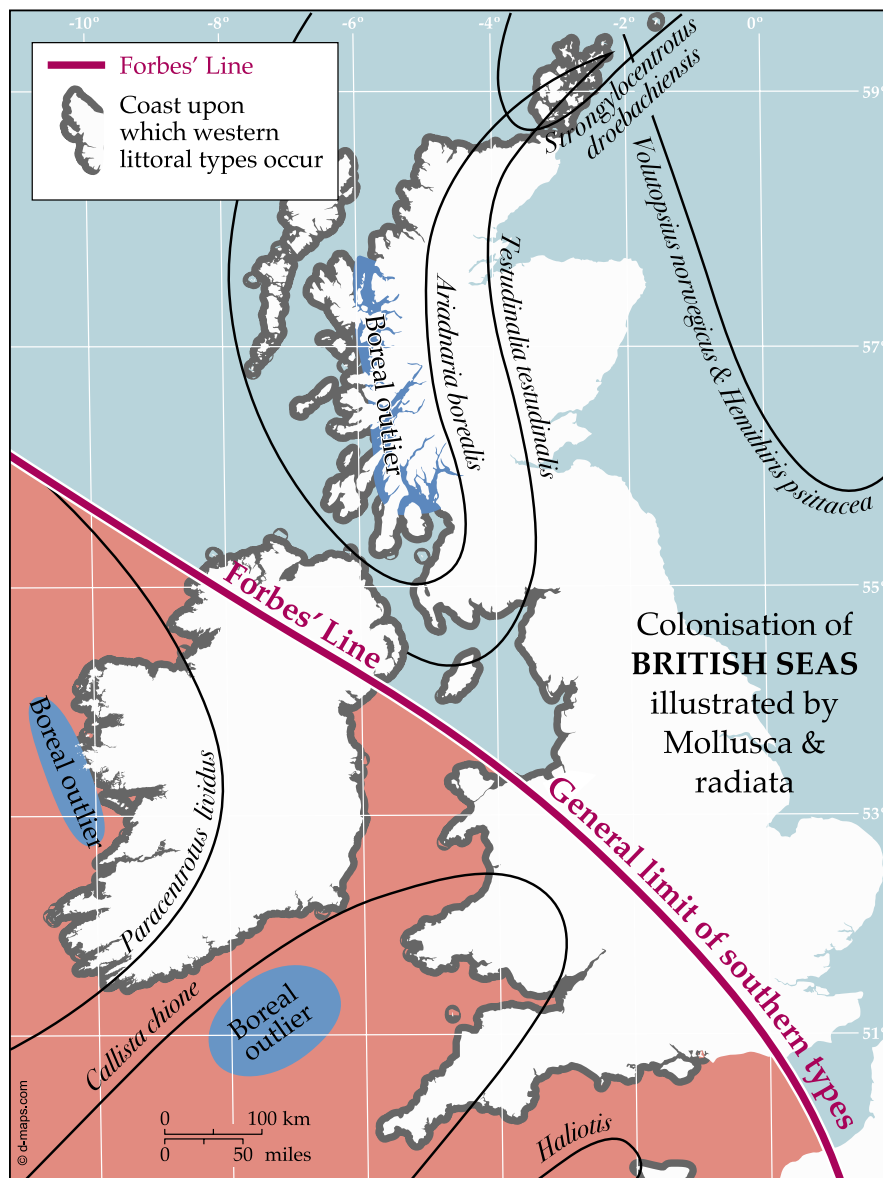 -10°
-8°
-6°
-4°
-2°
0°
Forbes’ Line
Coast upon
which western
littoral types occur
59°
57°
55°
53°
51°
Strongylocentrotus
droebachiensis
Volutopsius norwegicus & Hemithiris psittacea
Testudinalia testudinalis
Ariadnaria borealis
Boreal outlier
Forbes’ Line
General limit of southern types
Colonisation of
BRITISH SEAS
illustrated by
Mollusca &
radiata
Boreal outlier
Paracentrotus lividus
Callista chione
Boreal
outlier
Haliotis
0 100 km
0 50 miles
© d-maps.com